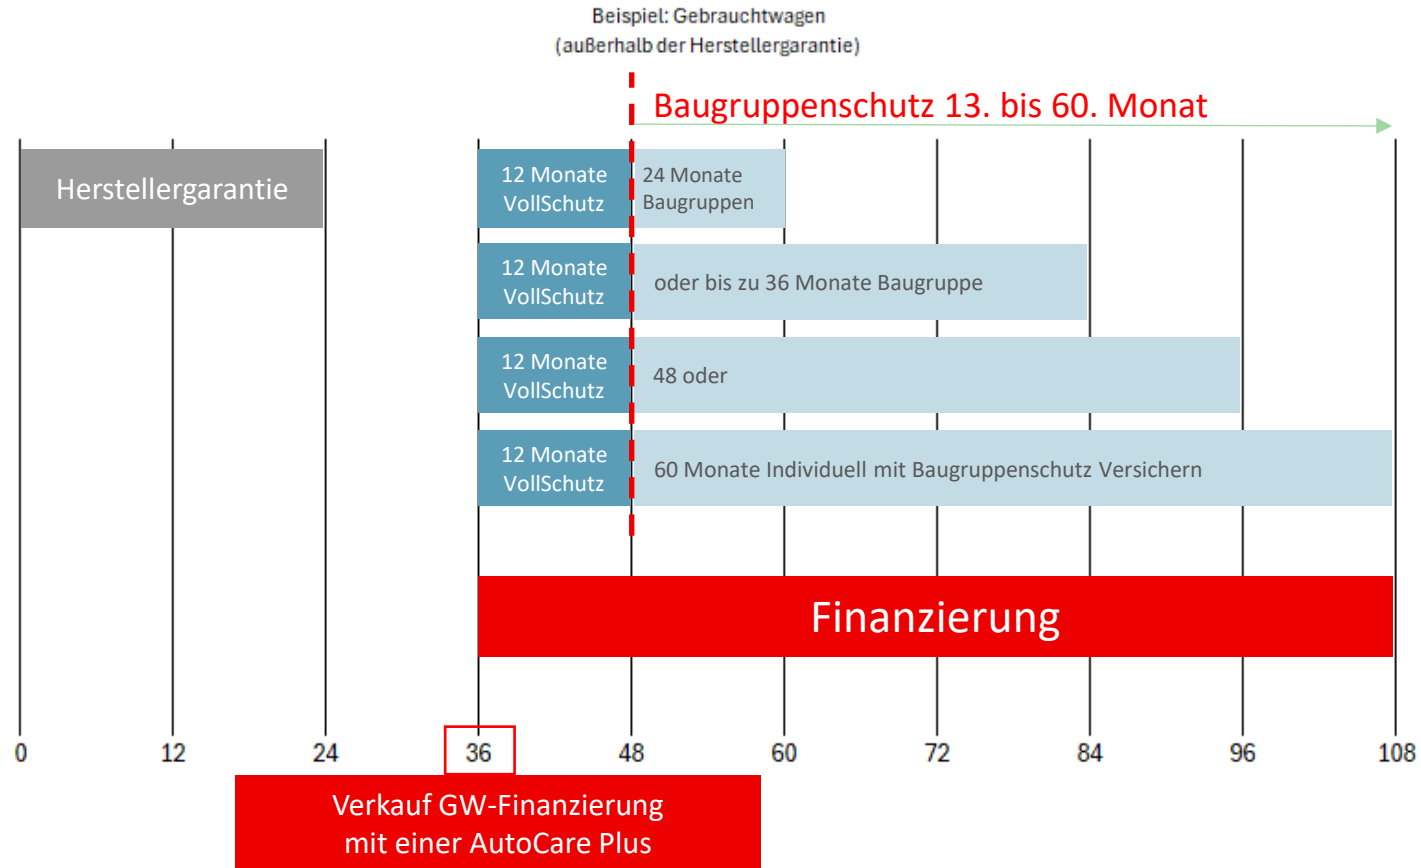 Beispiel: Gebrauchtwagen
(außerhalb der Herstellergarantie)
Baugruppenschutz 13. bis 60. Monat
Herstellergarantie
12 Monate
VollSchutz
24 Monate
Baugruppen
12 Monate
VollSchutz
oder bis zu 36 Monate Baugruppe
12 Monate
VollSchutz
48 oder
12 Monate
VollSchutz
60 Monate Individuell mit Baugruppenschutz Versichern
Finanzierung
0 12 24 36 48 60 72 84 96 108
Verkauf GW-Finanzierung
mit einer AutoCare Plus